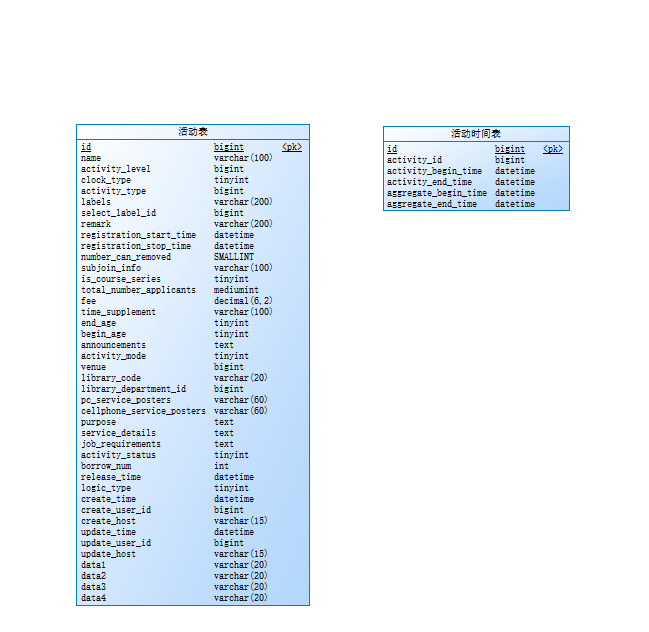 活动表
id bigint <pk>
name varchar(100)
activity_level bigint
clock_type tinyint
activity_type bigint
labels varchar(200)
select_label_id bigint
remark varchar(200)
registration_start_time datetime
registration_stop_time datetime
number_can_removed SMALLINT
subjoin_info varchar(100)
is_course_series tinyint
total_number_applicants mediumint
fee decimal(6,2)
time_supplement varchar(100)
end_age tinyint
begin_age tinyint
announcements text
activity_mode tinyint
venue bigint
library_code varchar(20)
library_department_id bigint
pc_service_posters varchar(60)
cellphone_service_posters varchar(60)
purpose text
service_details text
job_requirements text
activity_status tinyint
borrow_num int
release_time datetime
logic_type tinyint
create_time datetime
create_user_id bigint
create_host varchar(15)
update_time datetime
update_user_id bigint
update_host varchar(15)
data1 varchar(20)
data2 varchar(20)
data3 varchar(20)
data4 varchar(20)
活动时间表
id bigint <pk>
activity_id bigint
activity_begin_time datetime
activity_end_time datetime
aggregate_begin_time datetime
aggregate_end_time datetime